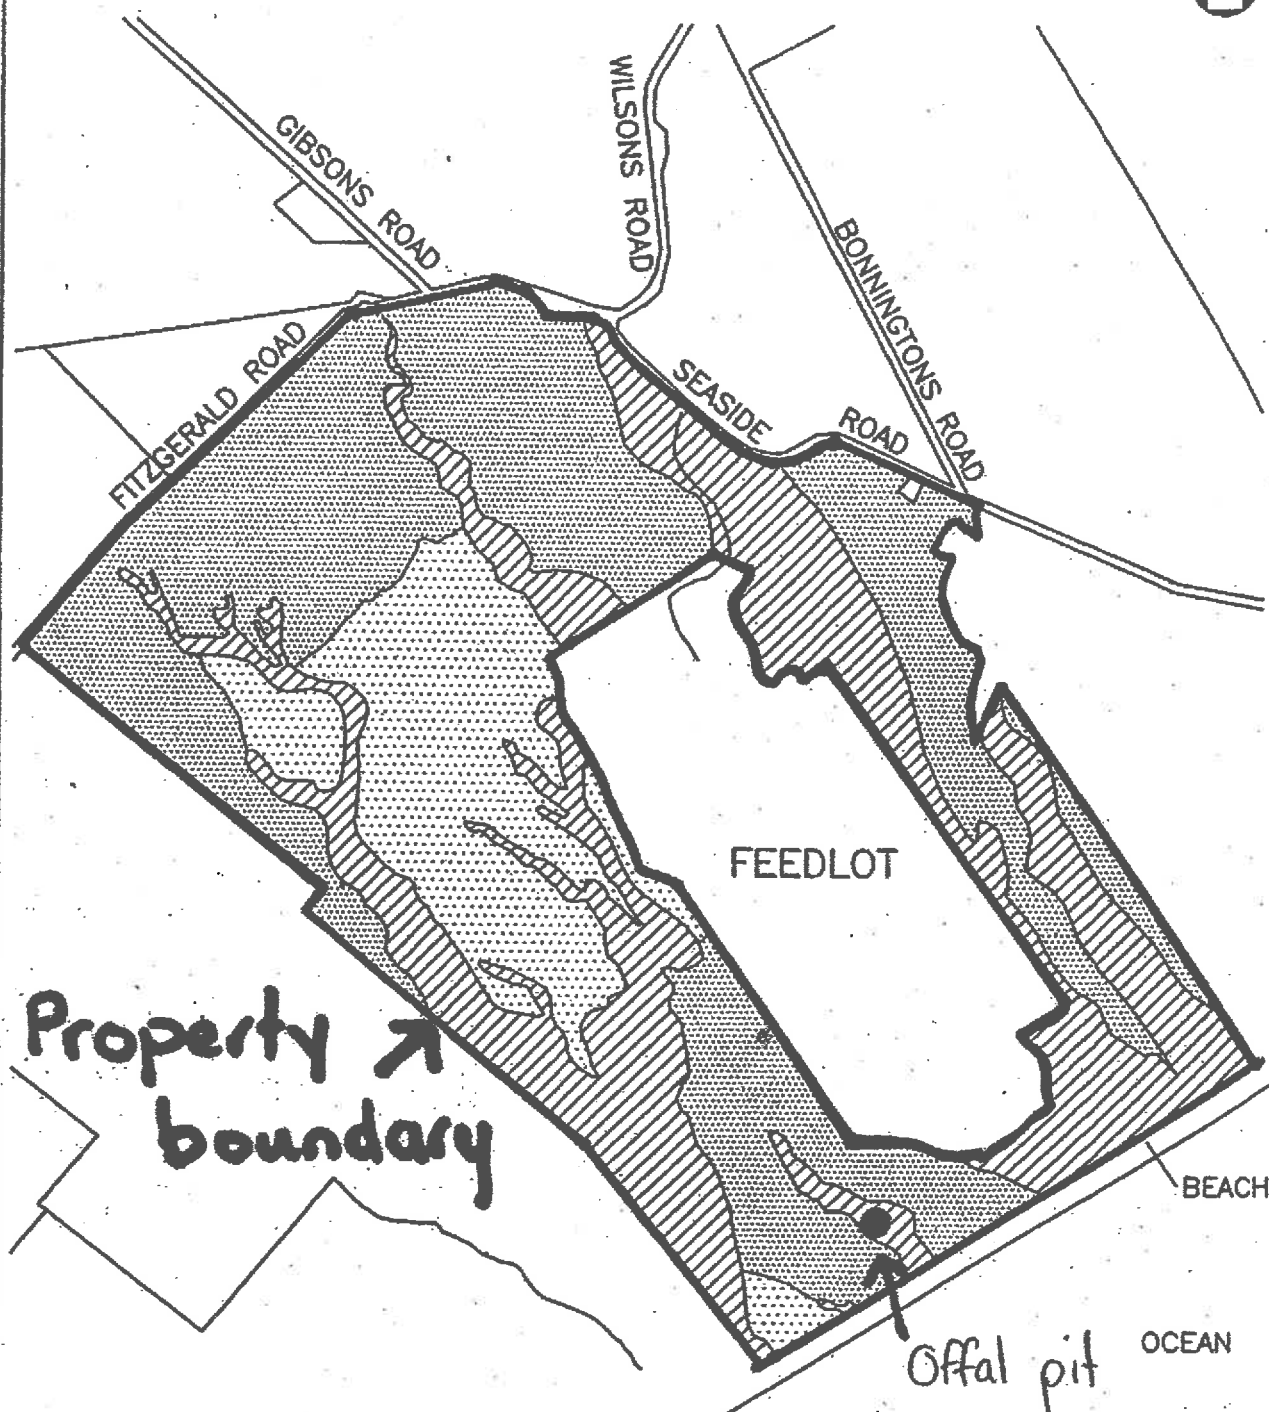 GIBSONS ROAD
WILSONS ROAD
BONNINGTONS ROAD
FITZGERALD ROAD
SEASIDE ROAD
FEEDLOT
Property
boundary
BEACH
OCEAN
Offal pit